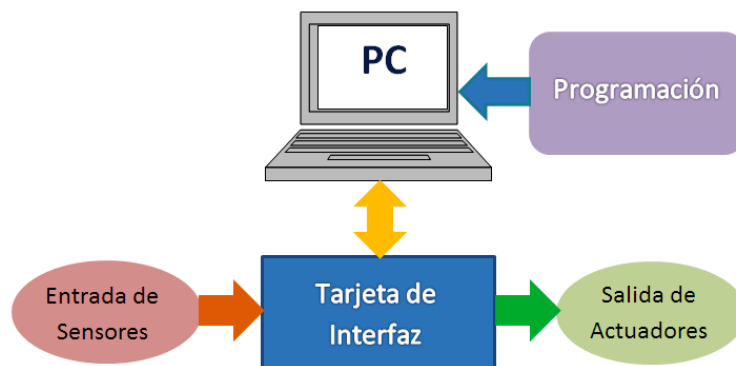 PC
Programación
Entrada de
Sensores
Tarjeta de
Interfaz
Salida de
Actuadores